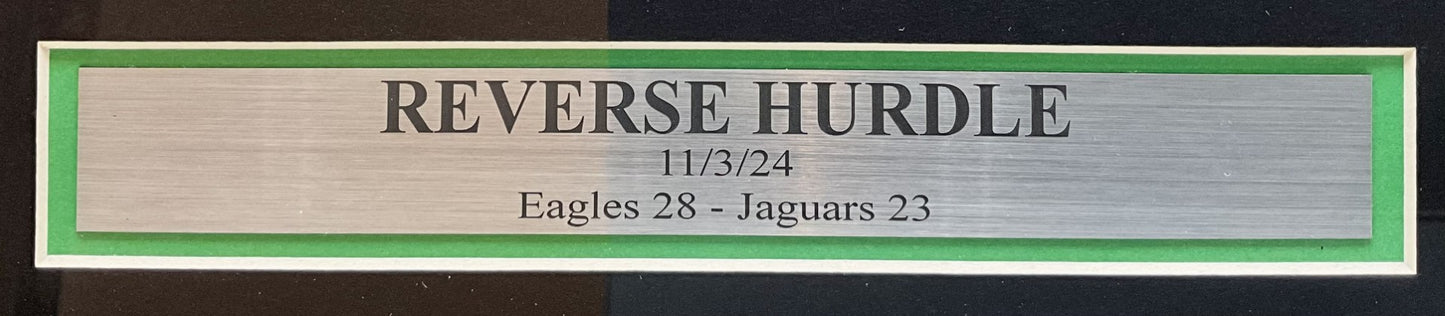 REVERSE HURDLE
11/3/24
Eagles 28 - Jaguars 23